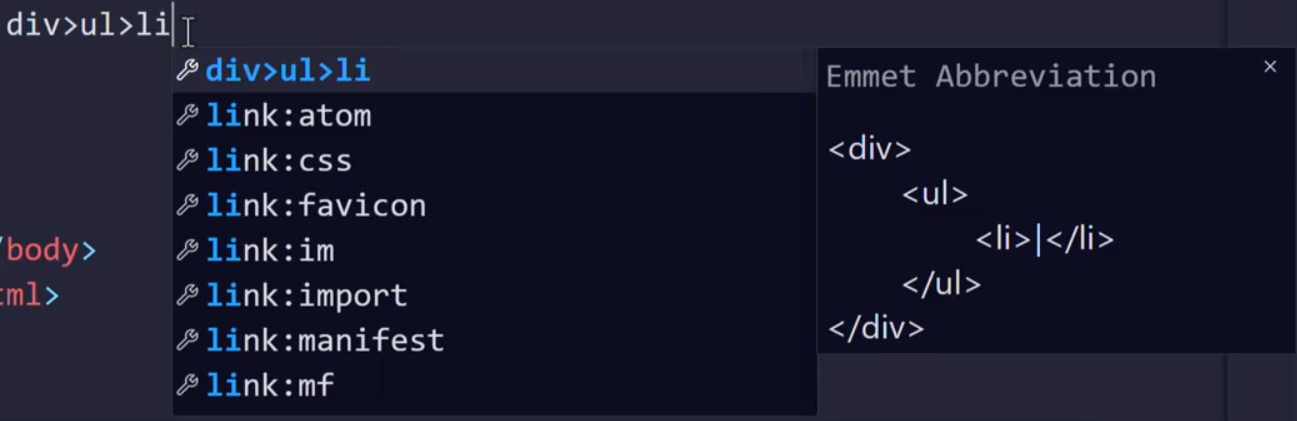 div>ul>li
div>ul>li
link:atom
link:css
link:favicon
link:im
link:import
link:manifest
link:mf
Emmet Abbreviation ×
<div>
<ul>
<li>|</li>
</ul>
</div>
/body>
tml>